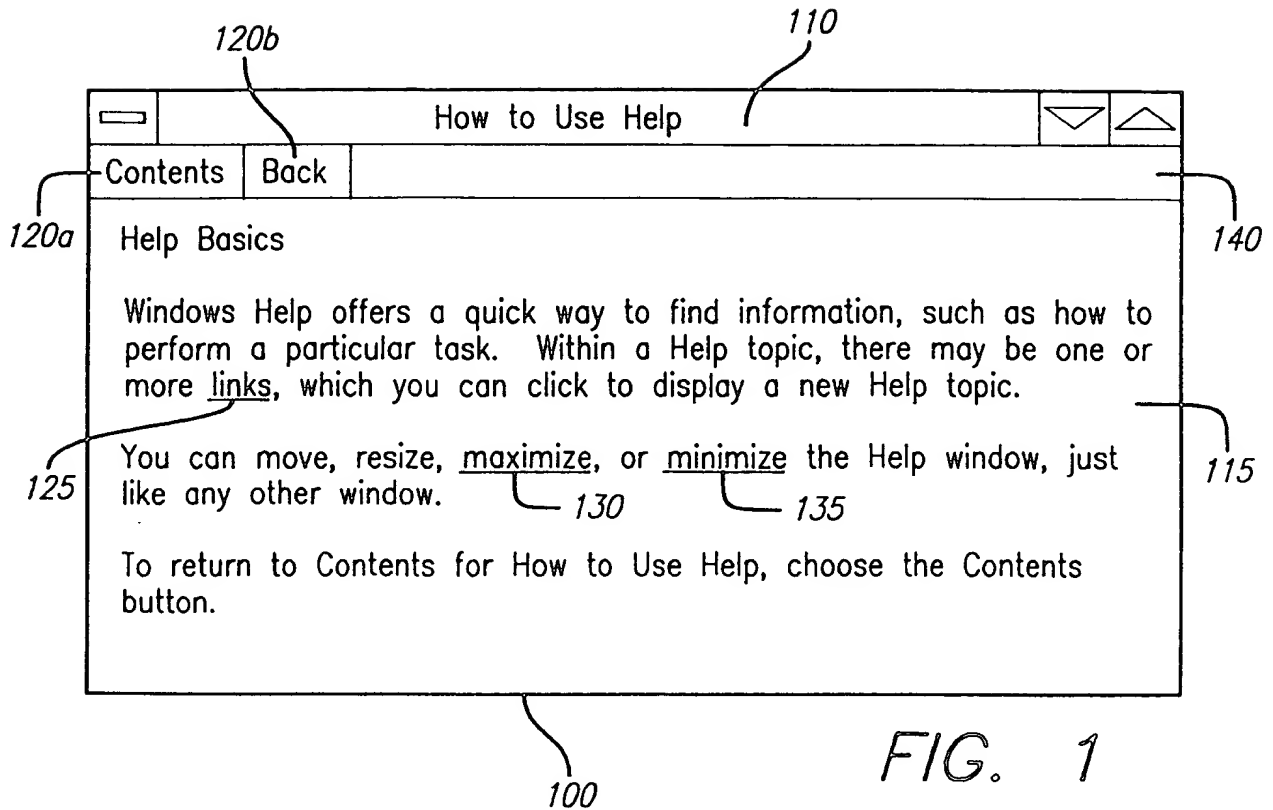 120b
110
How to Use Help
Contents Back
120a
140
Help Basics
Windows Help offers a quick way to find information, such as how to
perform a particular task. Within a Help topic, there may be one or
more links, which you can click to display a new Help topic.
115
You can move, resize, maximize, or minimize the Help window, just
125
like any other window.
130
135
To return to Contents for How to Use Help, choose the Contents
button.
FIG. 1
100